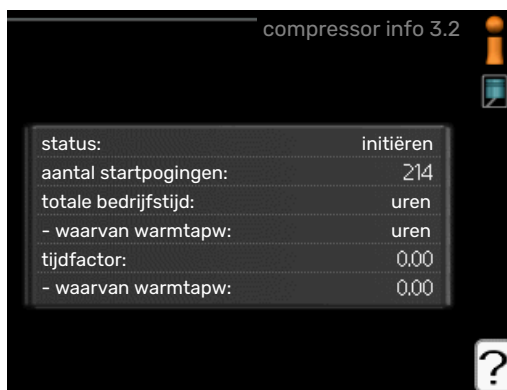 compressor info 3.2
status: initiëren
aantal startpogingen: 214
totale bedrijfstijd: uren
- waarvan warmtapw: uren
tijdfactor: 0,00
- waarvan warmtapw: 0,00
?